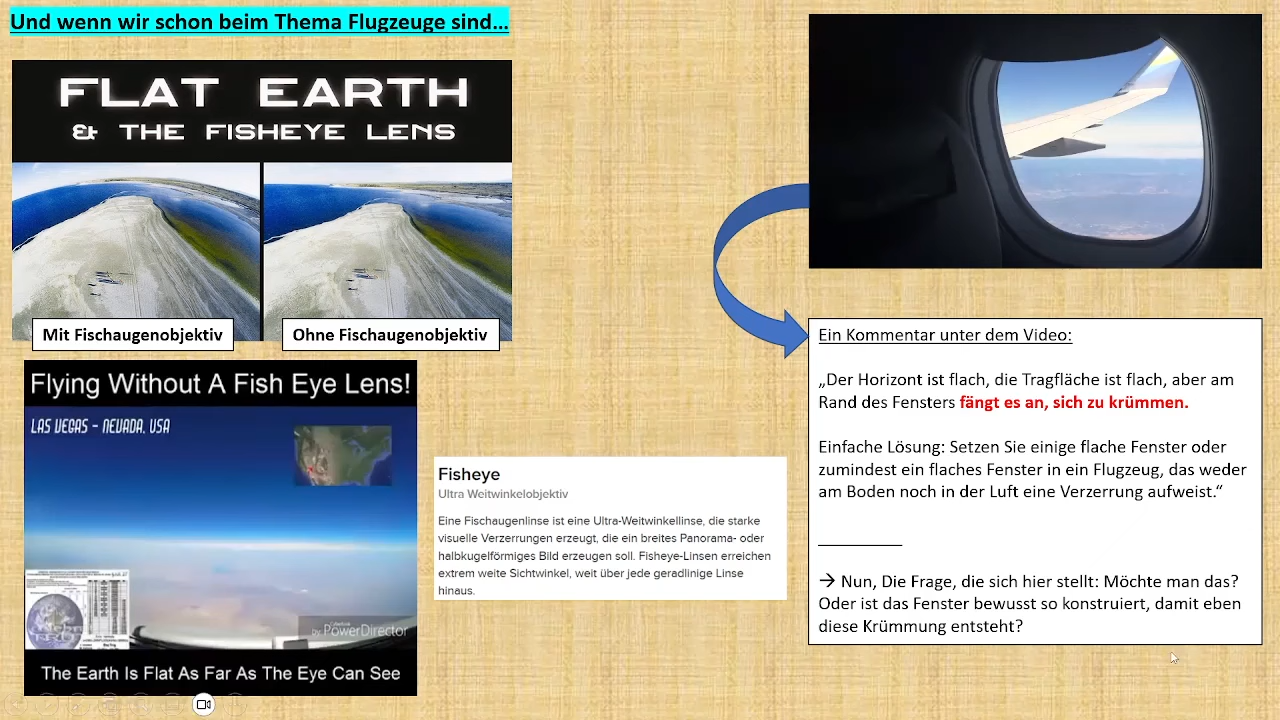 Und wenn wir schon beim Thema Flugzeuge sind...
FLAT EARTH
& THE FISHEYE LENS
Mit Fischaugenobjektiv
Ohne Fischaugenobjektiv
Flying Without A Fish Eye Lens!
LAS VEGAS - NEVADA, USA
by PowerDirector
The Earth Is Flat As Far As The Eye Can See
Fisheye
Ultra Weitwinkelobjektiv
Eine Fischaugenlinse ist eine Ultra-Weitwinkellinse, die starke
visuelle Verzerrungen erzeugt, die ein breites Panorama- oder
halbkugelförmiges Bild erzeugen soll. Fisheye-Linsen erreichen
extrem weite Sichtwinkel, weit über jede geradlinige Linse
hinaus.
Ein Kommentar unter dem Video:
„Der Horizont ist flach, die Tragfläche ist flach, aber am
Rand des Fensters fängt es an, sich zu krümmen.
Einfache Lösung: Setzen Sie einige flache Fenster oder
zumindest ein flaches Fenster in ein Flugzeug, das weder
am Boden noch in der Luft eine Verzerrung aufweist.“
→ Nun, Die Frage, die sich hier stellt: Möchte man das?
Oder ist das Fenster bewusst so konstruiert, damit eben
diese Krümmung entsteht?